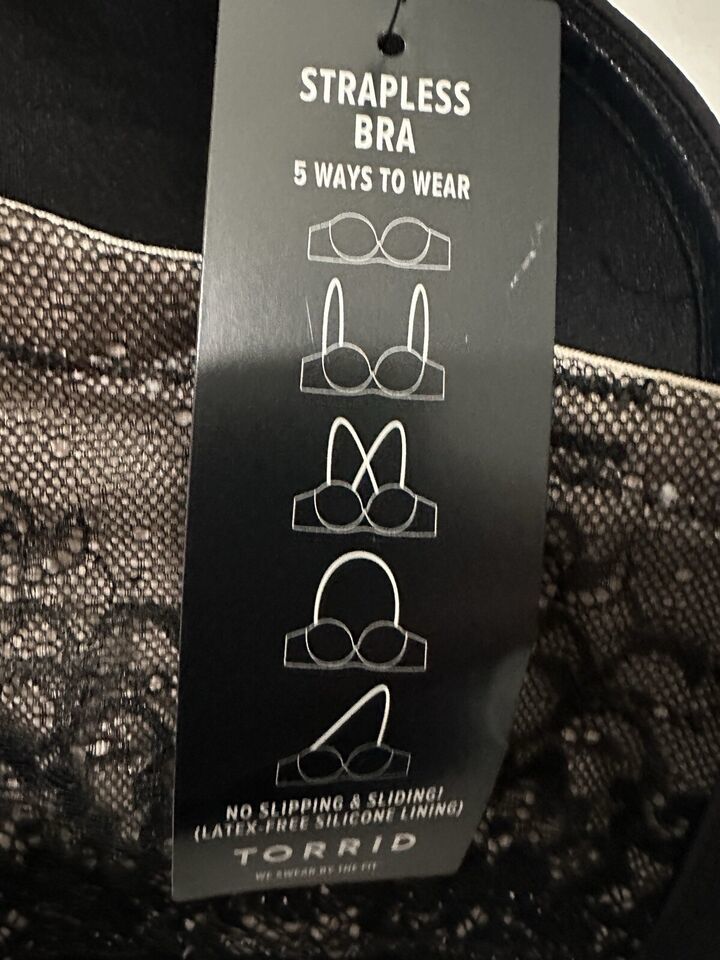 STRAPLESS
BRA
5 WAYS TO WEAR
NO SLIPPING & SLIDING!
(LATEX-FREE SILICONE LINING)
TORRID
WE SWEAR BY THE FIT